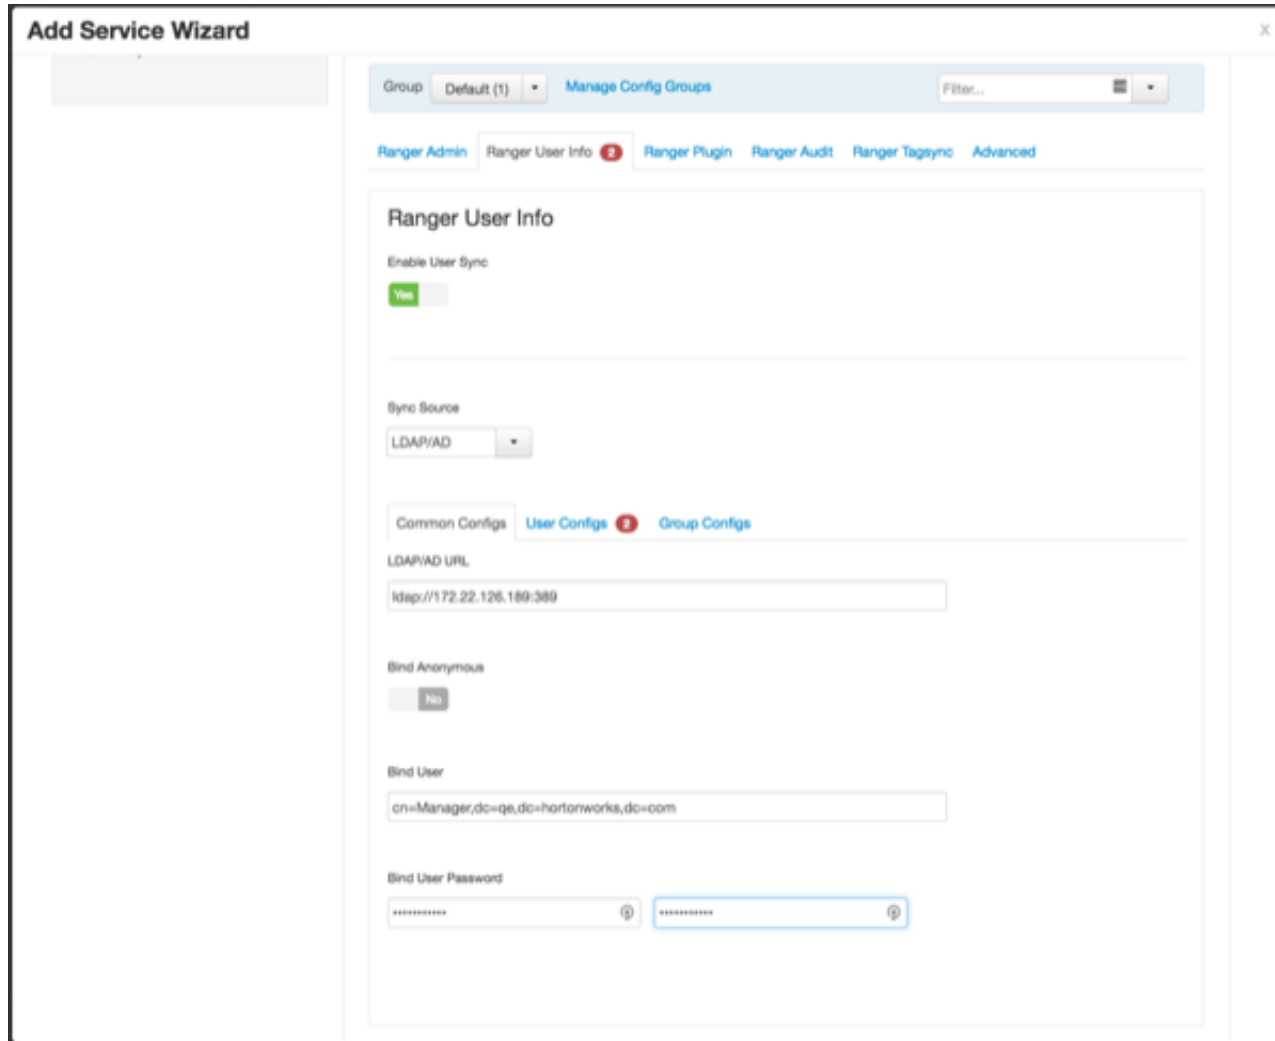 Add Service Wizard
x
Group Default (1) Manage Config Groups Filter...
Ranger Admin Ranger User Info 2 Ranger Plugin Ranger Audit Ranger Tagsync Advanced
Ranger User Info
Enable User Sync
Yes
Sync Source
LDAP/AD
Common Configs User Configs 2 Group Configs
LDAP/AD URL
ldap://172.22.126.189:389
Bind Anonymous
No
Bind User
cn=Manager,dc=qe,dc=hortonworks,dc=com
Bind User Password
••••••••••• •••••••••••